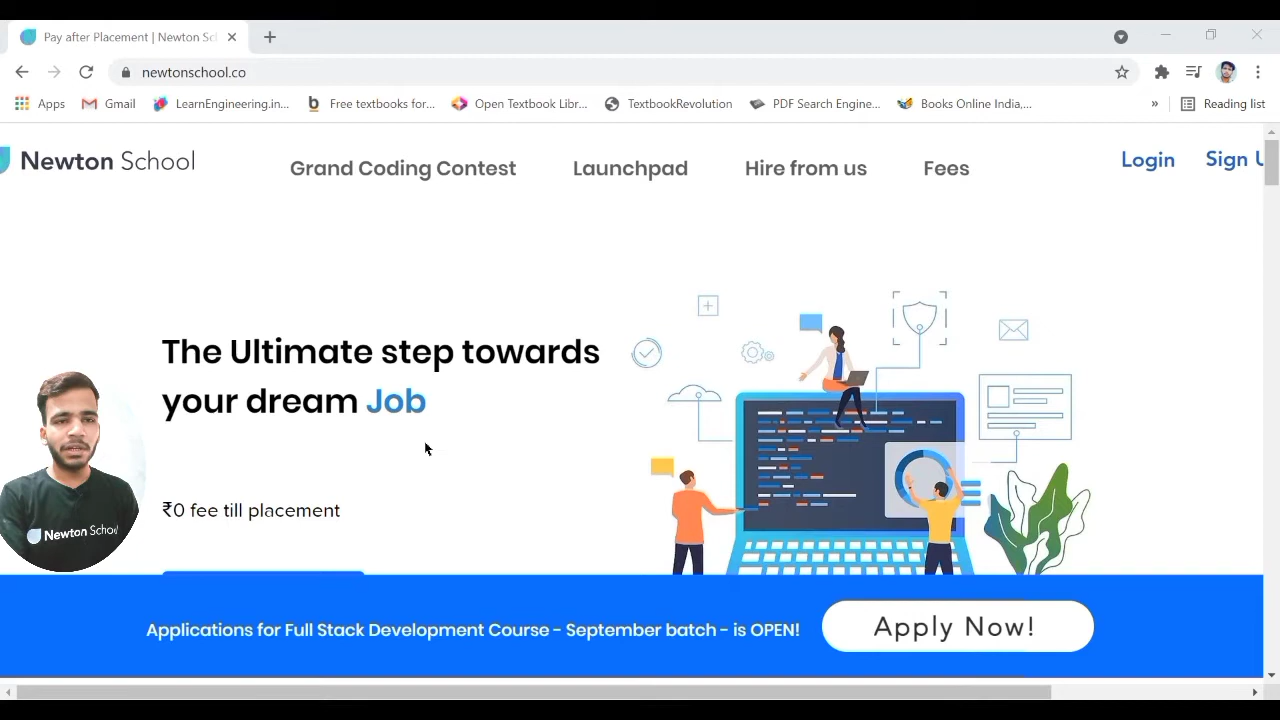 Pay after Placement | Newton Sc
newtonschool.co
Apps
Gmail
LearnEngineering.in...
Free textbooks for...
Open Textbook Libr...
TextbookRevolution
PDF Search Engine...
Books Online India,...
»
Reading list
Newton School
Grand Coding Contest
Launchpad
Hire from us
Fees
Login
Sign U
The Ultimate step towards
your dream Job
₹0 fee till placement
Newton School
Applications for Full Stack Development Course - September batch - is OPEN!
Apply Now!